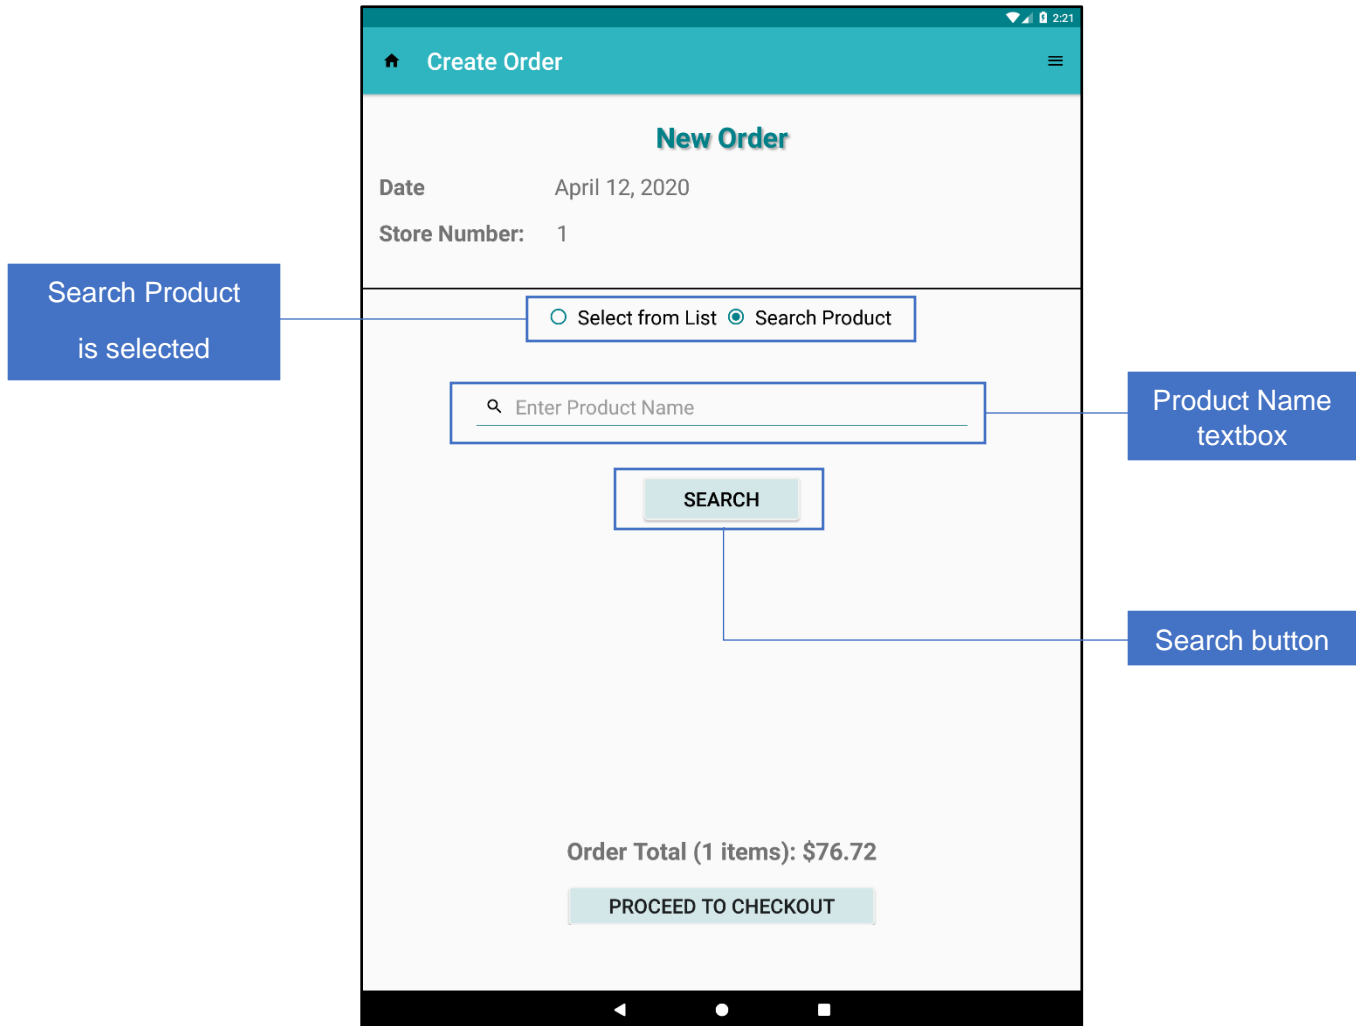 2:21
Create Order
New Order
Date April 12, 2020
Store Number: 1
Search Product
is selected
Select from List Search Product
Enter Product Name
Product Name
textbox
SEARCH
Search button
Order Total (1 items): $76.72
PROCEED TO CHECKOUT